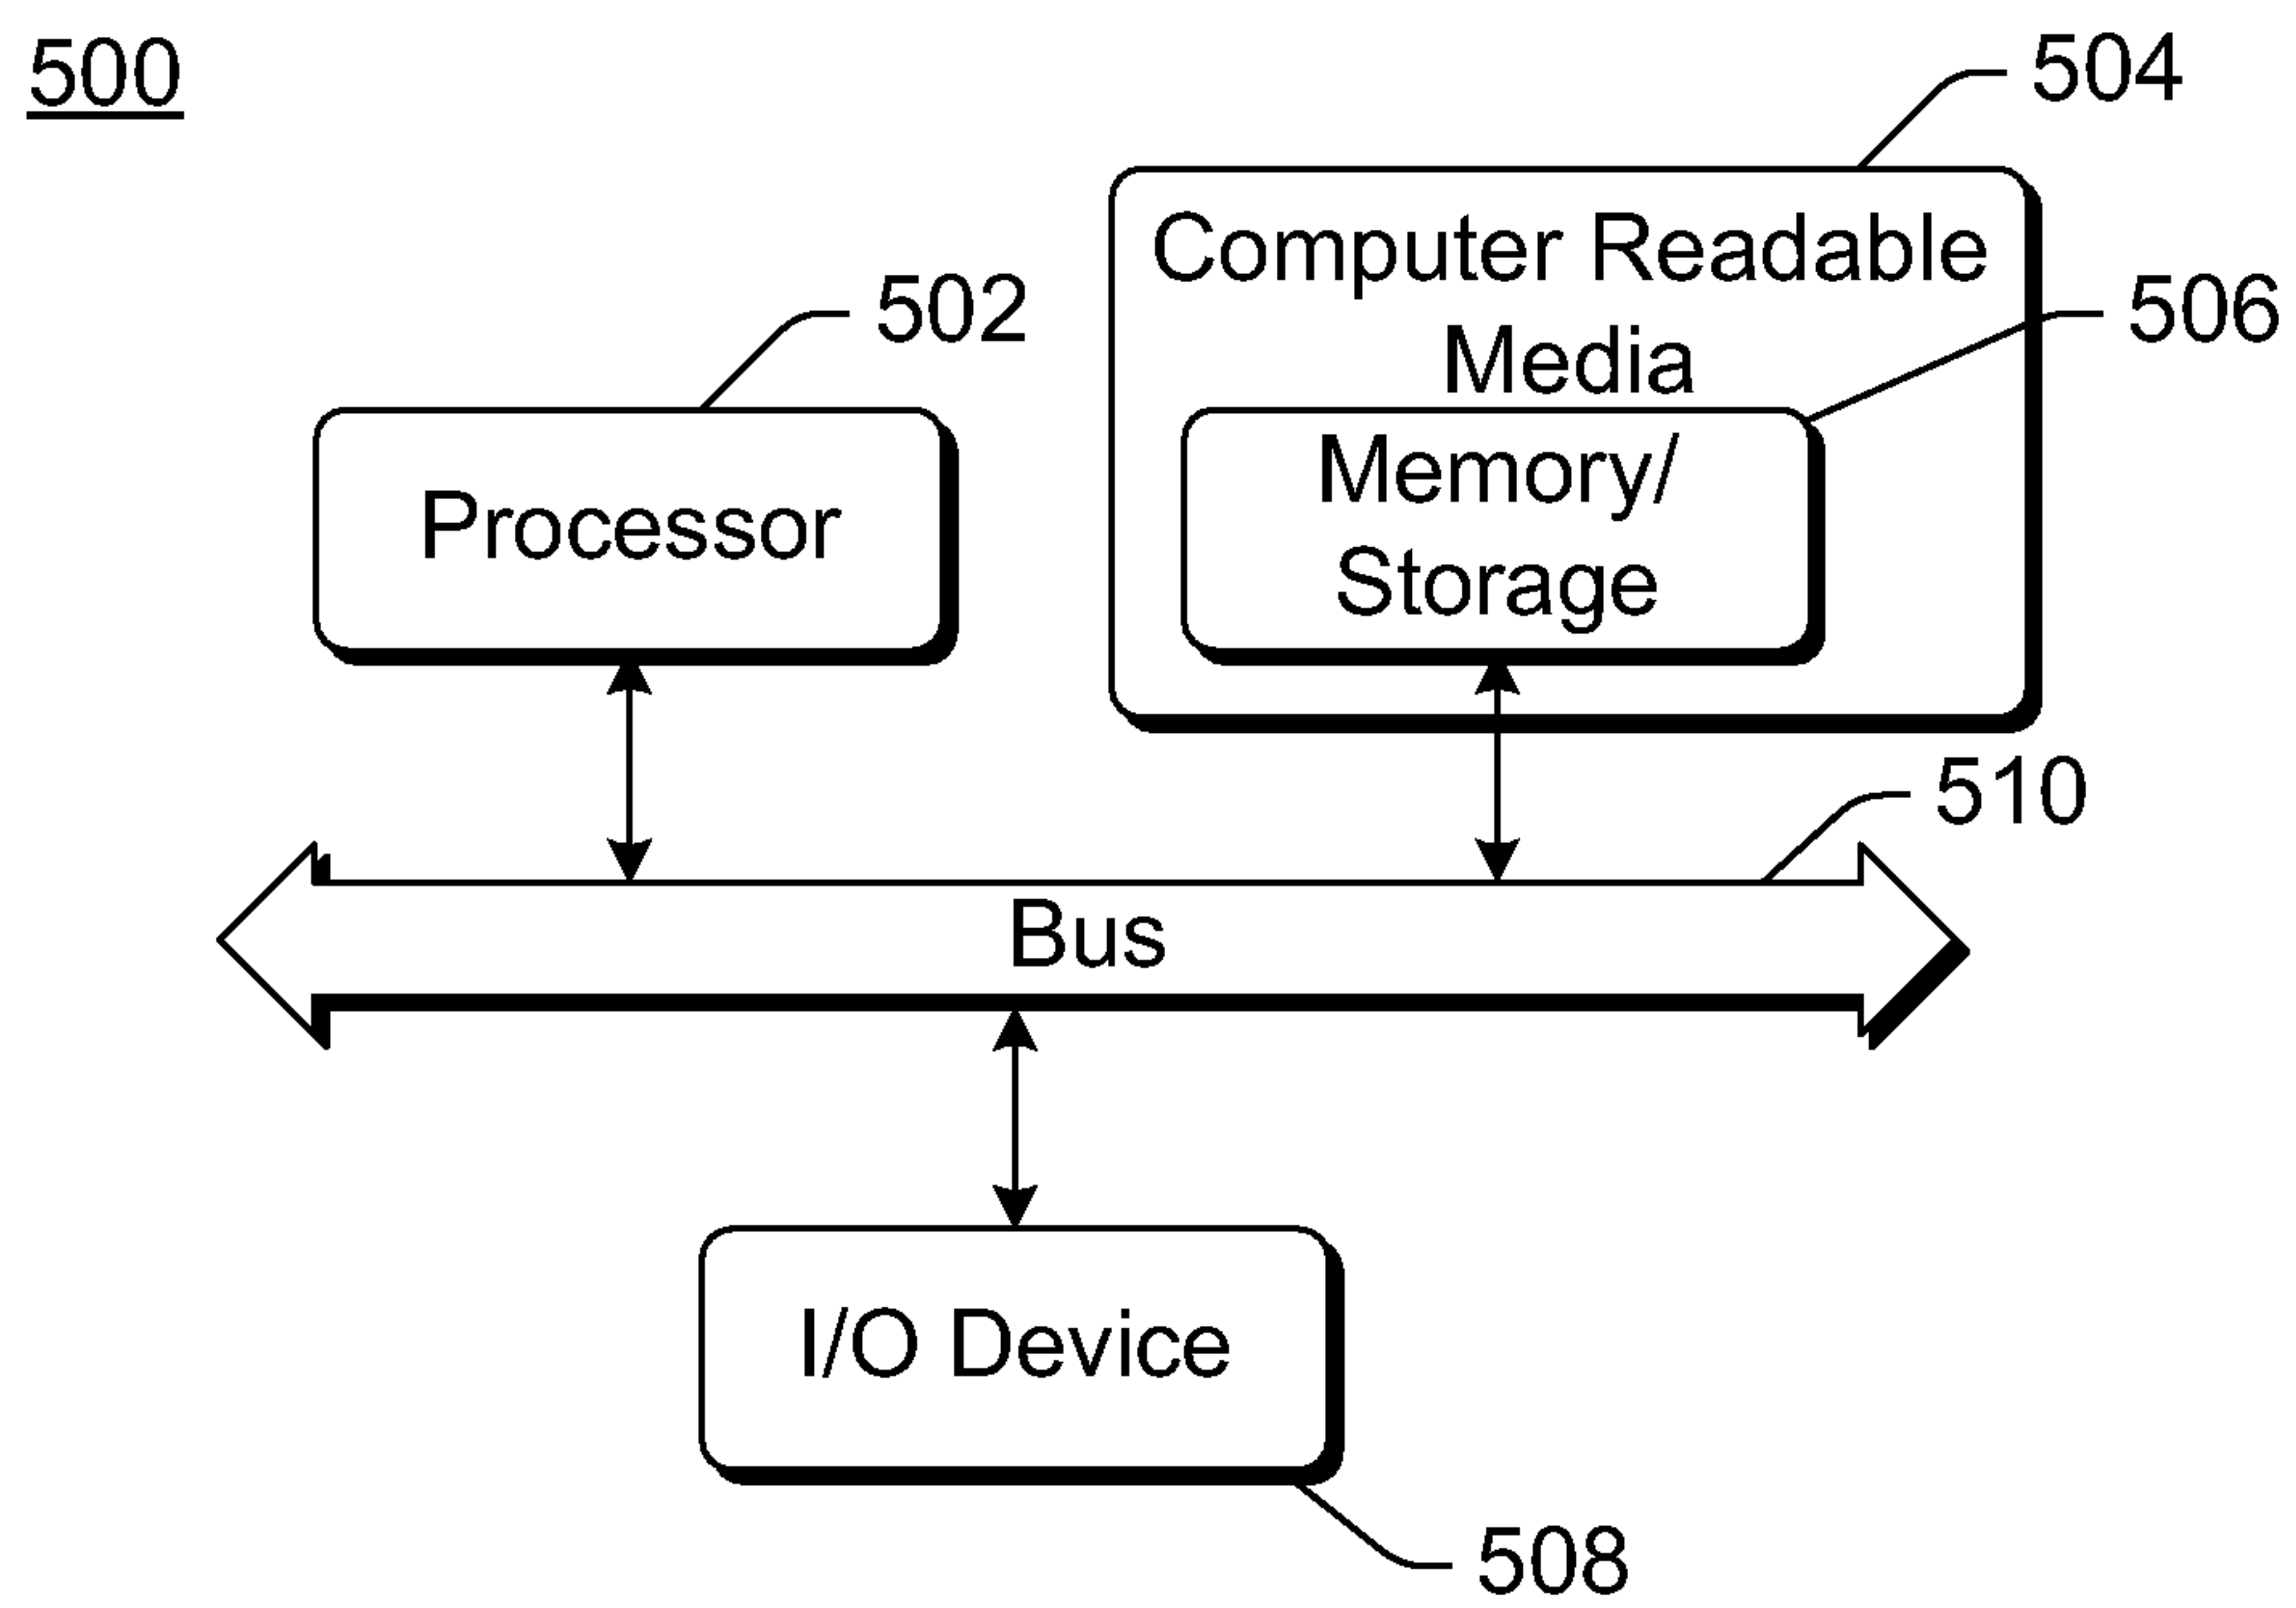 500
504
Computer Readable
Media
506
502
Memory/
Storage
Processor
510
Bus
I/O Device
508